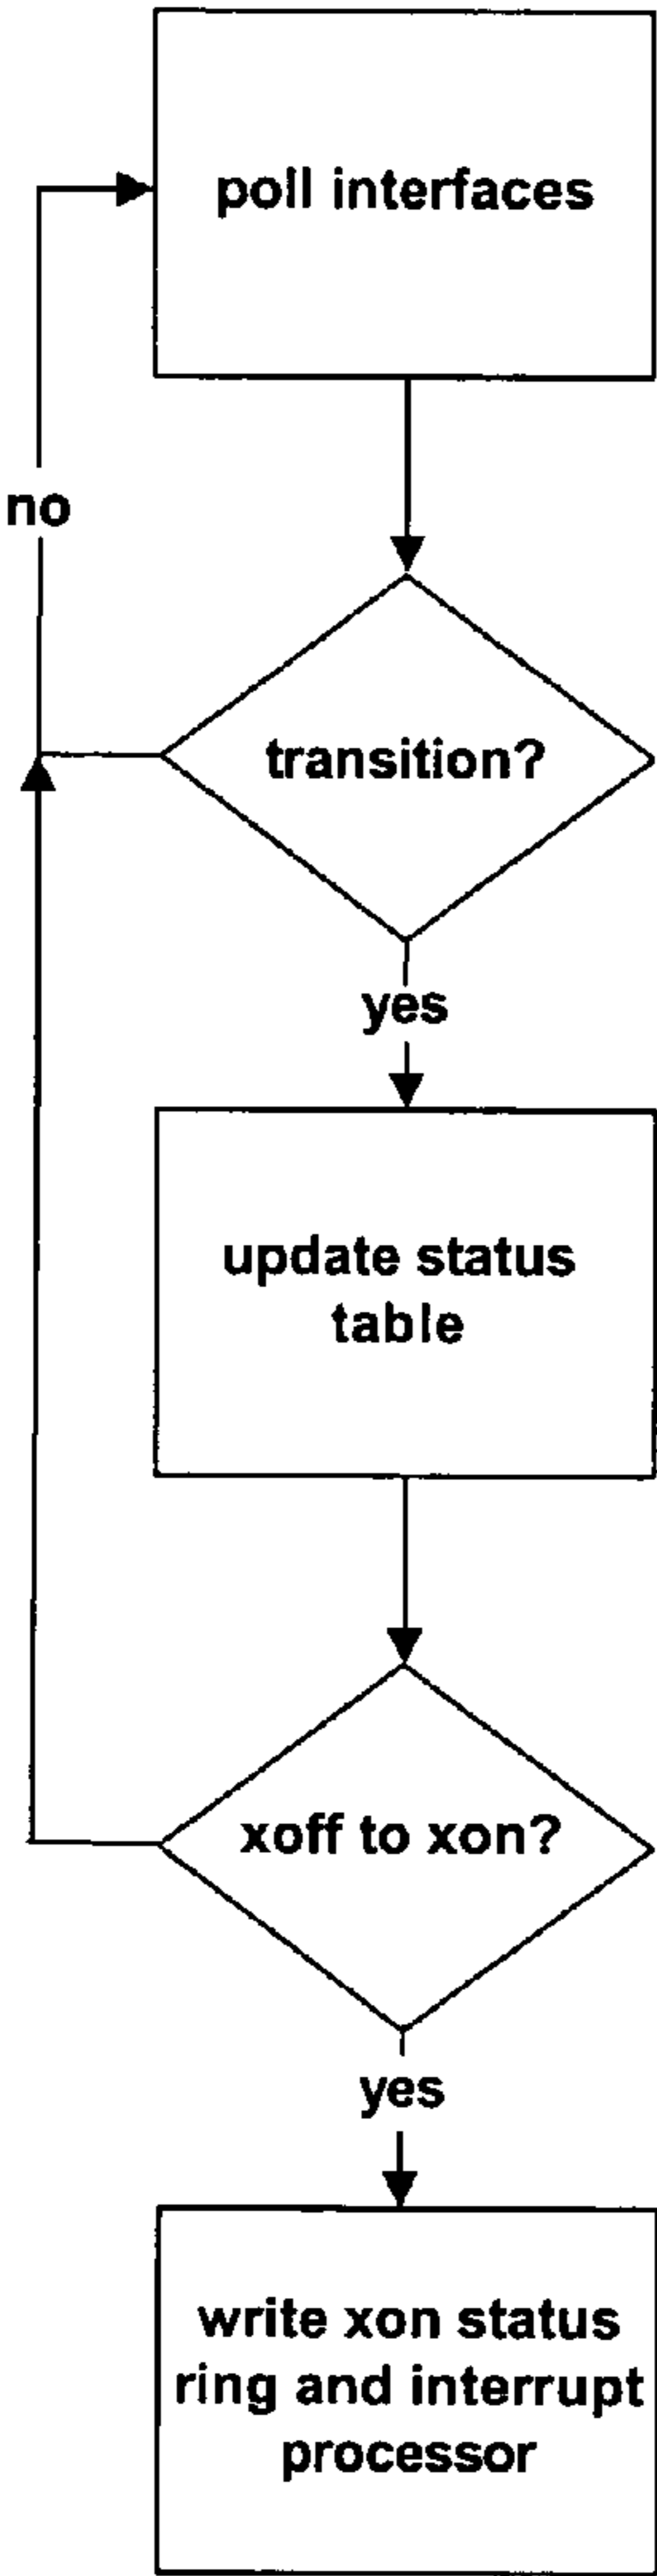 poll interfaces
no
transition?
yes
update status
table
xoff to xon?
yes
write xon status
ring and interrupt
processor